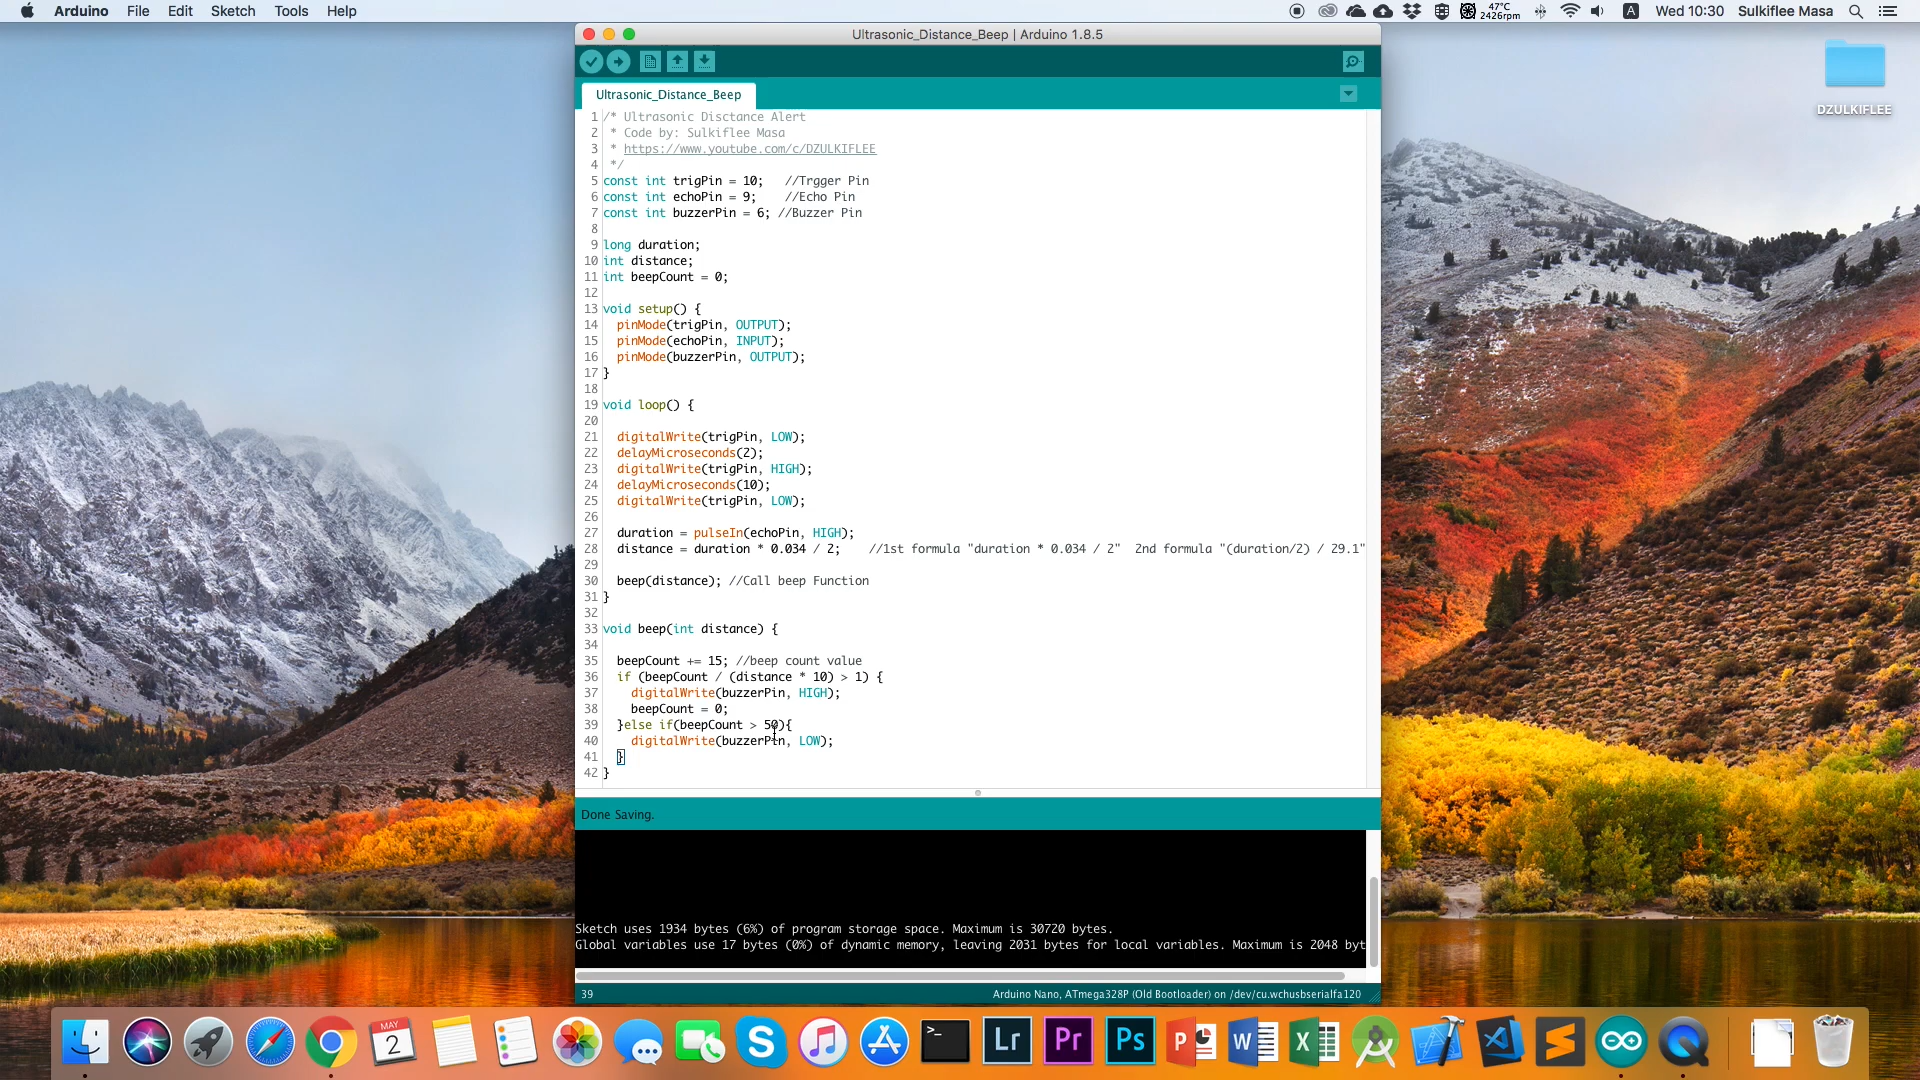 Arduino File Edit Sketch Tools Help
47°C
2426rpm
A
Wed 10:30 Sulkiflee Masa
Ultrasonic_Distance_Beep | Arduino 1.8.5
DZULKIFLEE
Ultrasonic_Distance_Beep
1 /* Ultrasonic Disctance Alert
2 * Code by: Sulkiflee Masa
3 * https://www.youtube.com/c/DZULKIFLEE
4 */
5 const int trigPin = 10; //Trgger Pin
6 const int echoPin = 9; //Echo Pin
7 const int buzzerPin = 6; //Buzzer Pin
8
9 long duration;
10 int distance;
11 int beepCount = 0;
12
13 void setup() {
14 pinMode(trigPin, OUTPUT);
15 pinMode(echoPin, INPUT);
16 pinMode(buzzerPin, OUTPUT);
17 }
18
19 void loop() {
20
21 digitalWrite(trigPin, LOW);
22 delayMicroseconds(2);
23 digitalWrite(trigPin, HIGH);
24 delayMicroseconds(10);
25 digitalWrite(trigPin, LOW);
26
27 duration = pulseIn(echoPin, HIGH);
28 distance = duration * 0.034 / 2; //1st formula "duration * 0.034 / 2" 2nd formula "(duration/2) / 29.1"
29
30 beep(distance); //Call beep Function
31 }
32
33 void beep(int distance) {
34
35 beepCount += 15; //beep count value
36 if (beepCount / (distance * 10) > 1) {
37 digitalWrite(buzzerPin, HIGH);
38 beepCount = 0;
39 }else if(beepCount > 50){
40 digitalWrite(buzzerPin, LOW);
41 }
42 }
Done Saving.
Sketch uses 1934 bytes (6%) of program storage space. Maximum is 30720 bytes.
Global variables use 17 bytes (0%) of dynamic memory, leaving 2031 bytes for local variables. Maximum is 2048 byt
39
Arduino Nano, ATmega328P (Old Bootloader) on /dev/cu.wchusbserialfa120
MAY
2
>_
Lr
Pr
Ps
P
W
X
S